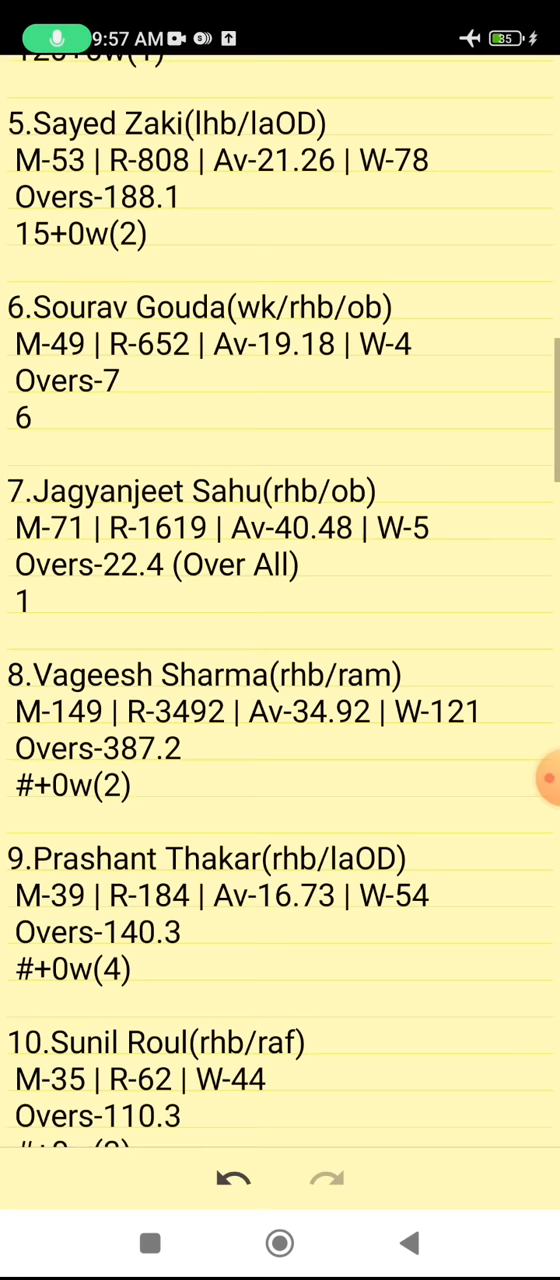 9:57 AM
35
5.Sayed Zaki(lhb/laOD)
M-53 | R-808 | Av-21.26 | W-78
Overs-188.1
15+0w(2)
6.Sourav Gouda(wk/rhb/ob)
M-49 | R-652 | Av-19.18 | W-4
Overs-7
6
7.Jagyanjeet Sahu(rhb/ob)
M-71 | R-1619 | Av-40.48 | W-5
Overs-22.4 (Over All)
1
8.Vageesh Sharma(rhb/ram)
M-149 | R-3492 | Av-34.92 | W-121
Overs-387.2
#+0w(2)
9.Prashant Thakar(rhb/laOD)
M-39 | R-184 | Av-16.73 | W-54
Overs-140.3
#+0w(4)
10.Sunil Roul(rhb/raf)
M-35 | R-62 | W-44
Overs-110.3